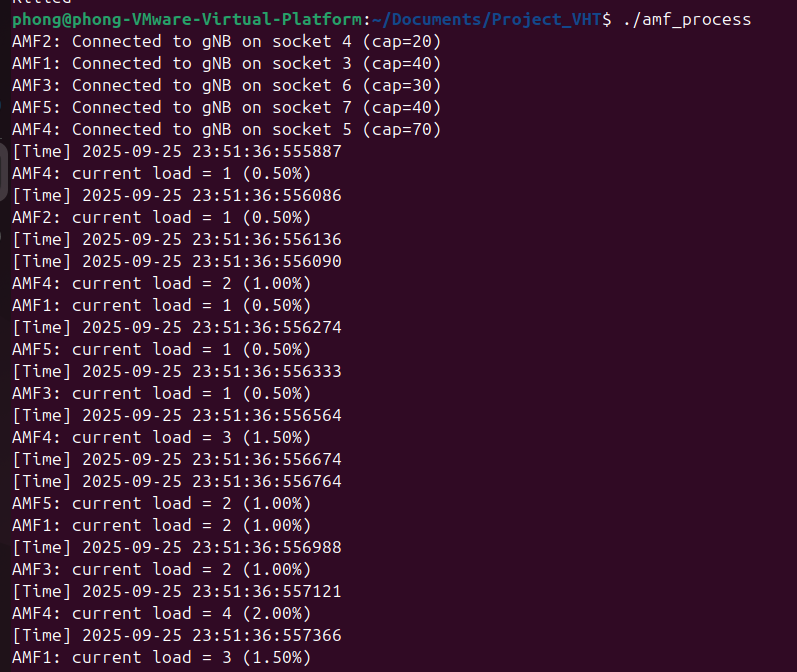 Killed
phong@phong-VMware-Virtual-Platform:~/Documents/Project_VHT$ ./amf_process
AMF2: Connected to gNB on socket 4 (cap=20)
AMF1: Connected to gNB on socket 3 (cap=40)
AMF3: Connected to gNB on socket 6 (cap=30)
AMF5: Connected to gNB on socket 7 (cap=40)
AMF4: Connected to gNB on socket 5 (cap=70)
[Time] 2025-09-25 23:51:36:555887
AMF4: current load = 1 (0.50%)
[Time] 2025-09-25 23:51:36:556086
AMF2: current load = 1 (0.50%)
[Time] 2025-09-25 23:51:36:556136
[Time] 2025-09-25 23:51:36:556090
AMF4: current load = 2 (1.00%)
AMF1: current load = 1 (0.50%)
[Time] 2025-09-25 23:51:36:556274
AMF5: current load = 1 (0.50%)
[Time] 2025-09-25 23:51:36:556333
AMF3: current load = 1 (0.50%)
[Time] 2025-09-25 23:51:36:556564
AMF4: current load = 3 (1.50%)
[Time] 2025-09-25 23:51:36:556674
[Time] 2025-09-25 23:51:36:556764
AMF5: current load = 2 (1.00%)
AMF1: current load = 2 (1.00%)
[Time] 2025-09-25 23:51:36:556988
AMF3: current load = 2 (1.00%)
[Time] 2025-09-25 23:51:36:557121
AMF4: current load = 4 (2.00%)
[Time] 2025-09-25 23:51:36:557366
AMF1: current load = 3 (1.50%)